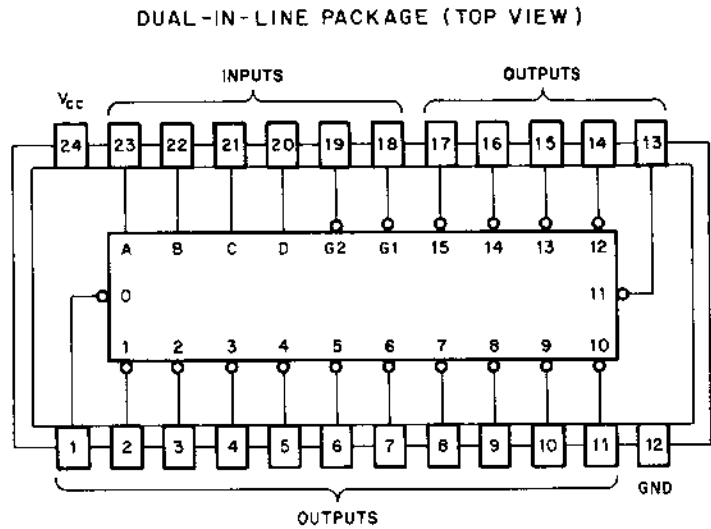 DUAL-IN-LINE PACKAGE (TOP VIEW)
INPUTS OUTPUTS
VCC
24 23 22 21 20 19 18 17 16 15 14 13
A B C D G2 G1 15 14 13 12
0 11
1 2 3 4 5 6 7 8 9 10
1 2 3 4 5 6 7 8 9 10 11 12
GND
OUTPUTS